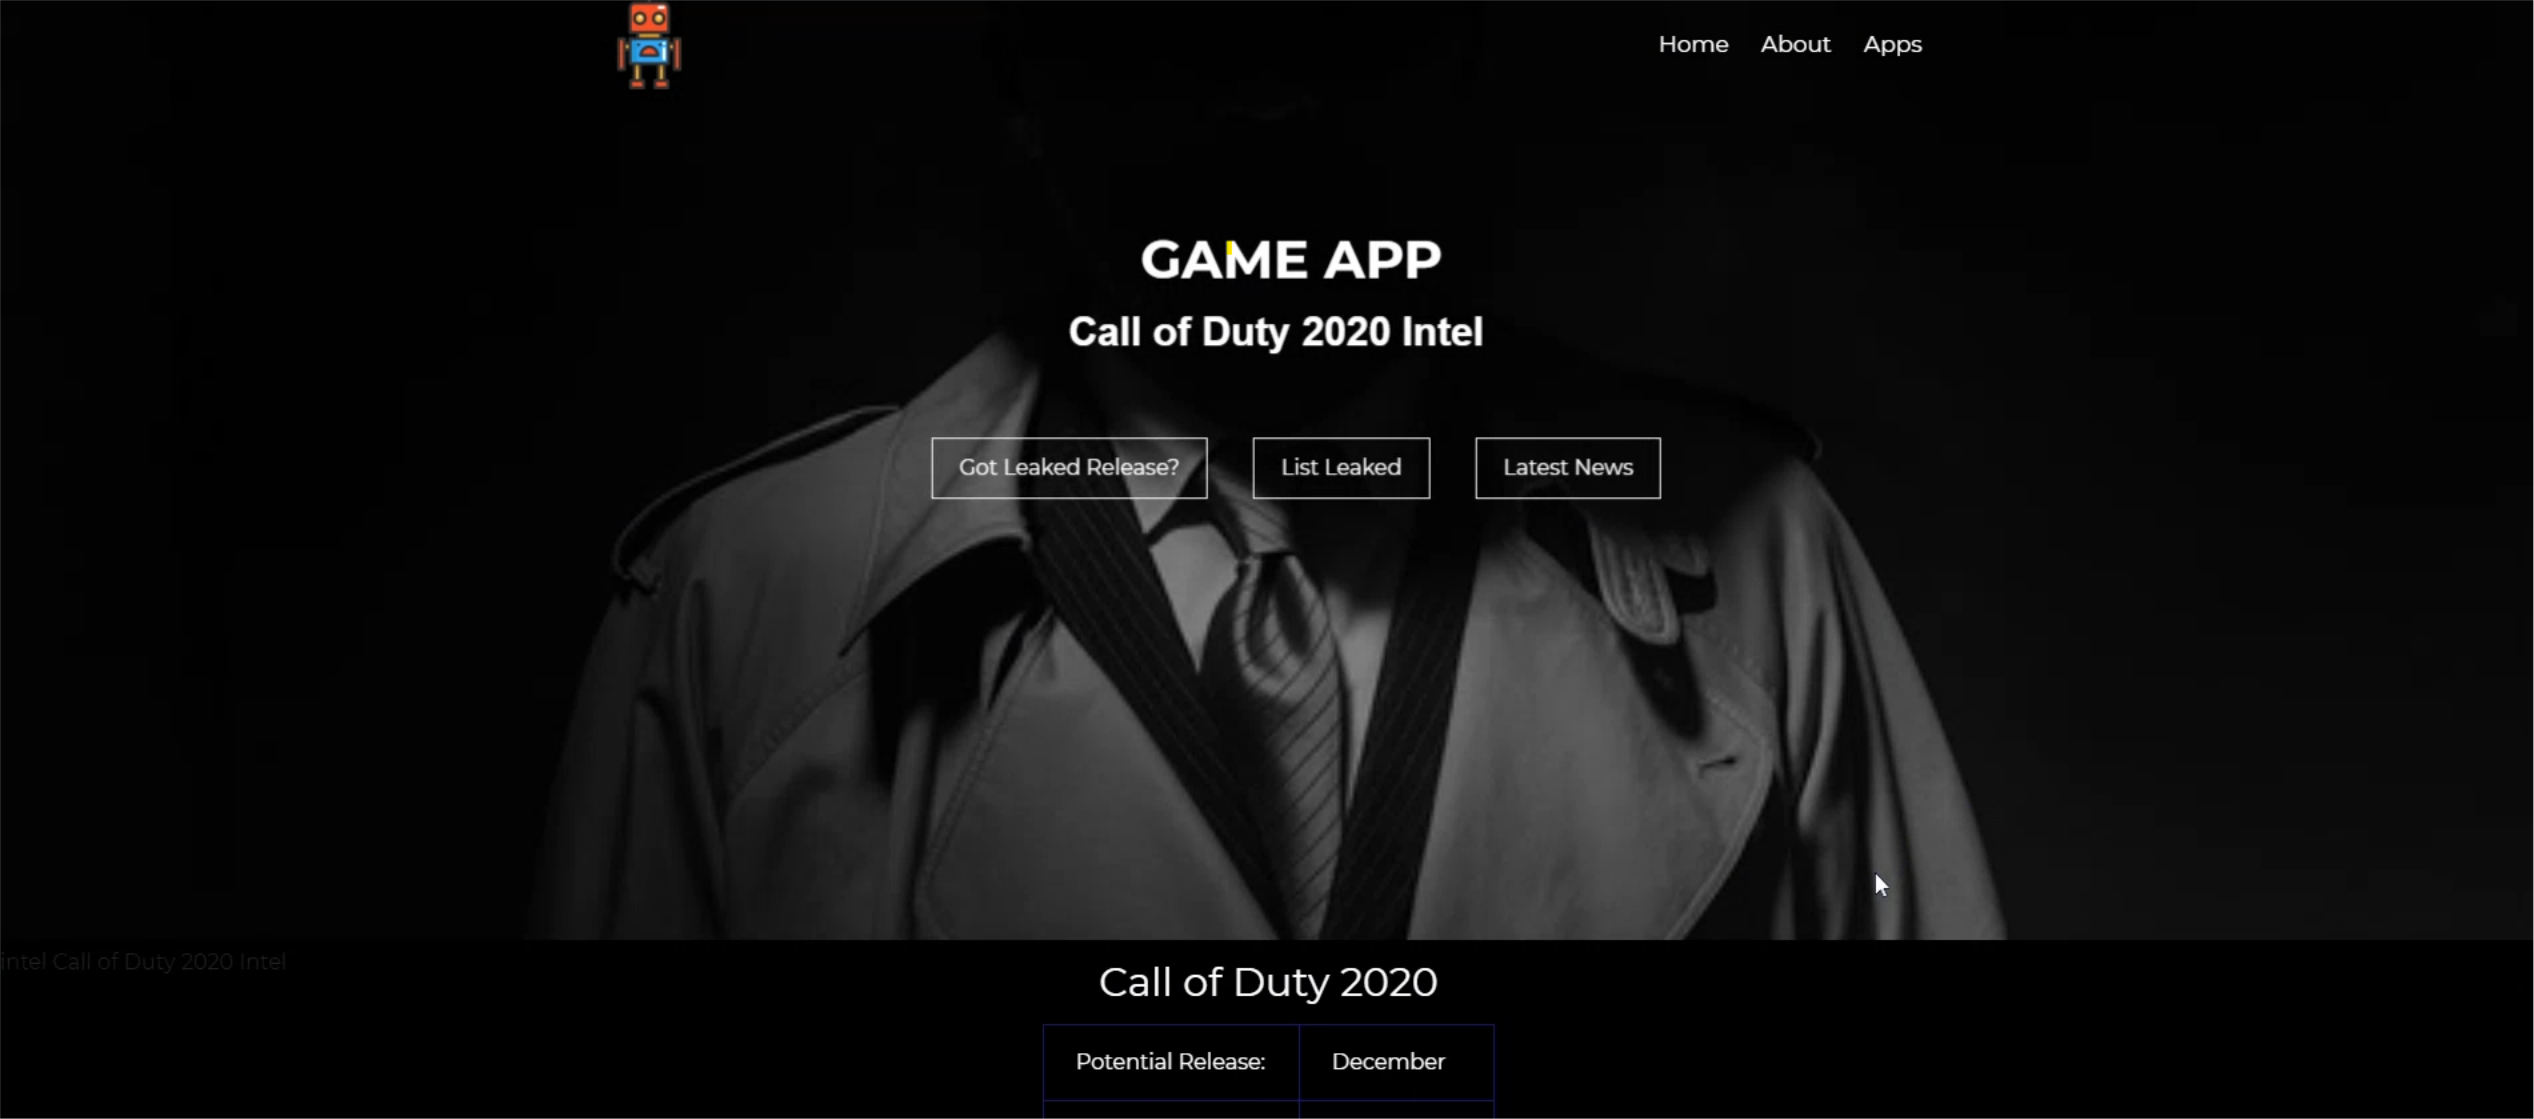 Home About Apps
GAME APP
Call of Duty 2020 Intel
Got Leaked Release? List Leaked Latest News
intel Call of Duty 2020 Intel
Call of Duty 2020
Potential Release: December